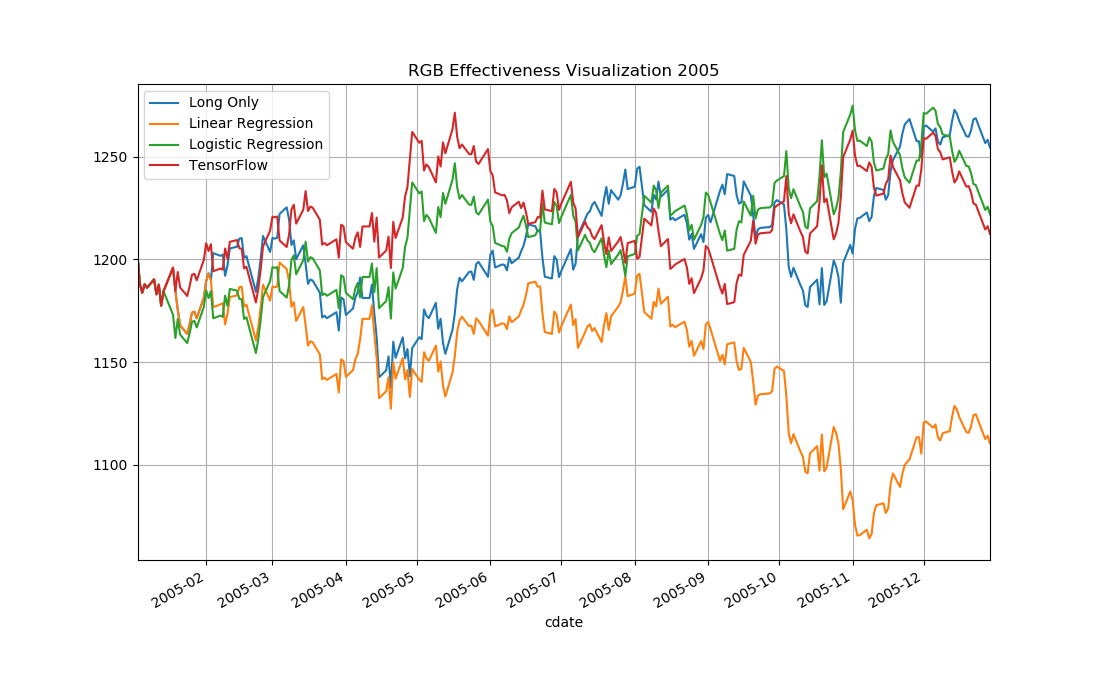 RGB Effectiveness Visualization 2005
Long Only
Linear Regression
Logistic Regression
TensorFlow
1250
1200
1150
1100
2005-02
2005-03
2005-04
2005-05
2005-06
2005-07
2005-08
2005-09
2005-10
2005-11
2005-12
cdate